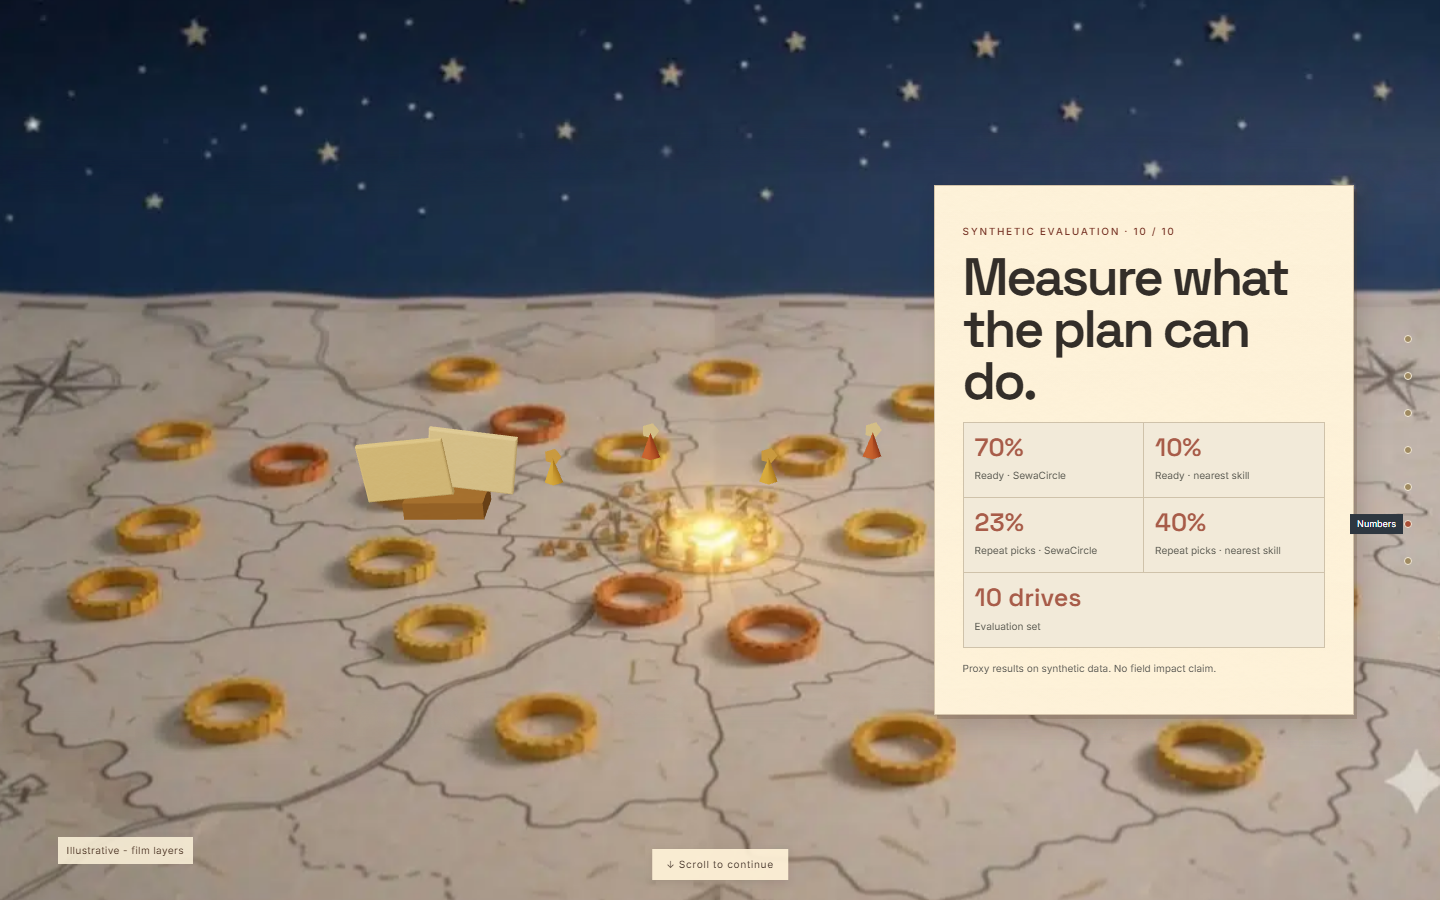 SYNTHETIC EVALUATION · 10 / 10
Measure what
the plan can
do.
70%
Ready · SewaCircle
10%
Ready · nearest skill
23%
Repeat picks · SewaCircle
40%
Repeat picks · nearest skill
10 drives
Evaluation set
Proxy results on synthetic data. No field impact claim.
Numbers
Illustrative - film layers
↓ Scroll to continue